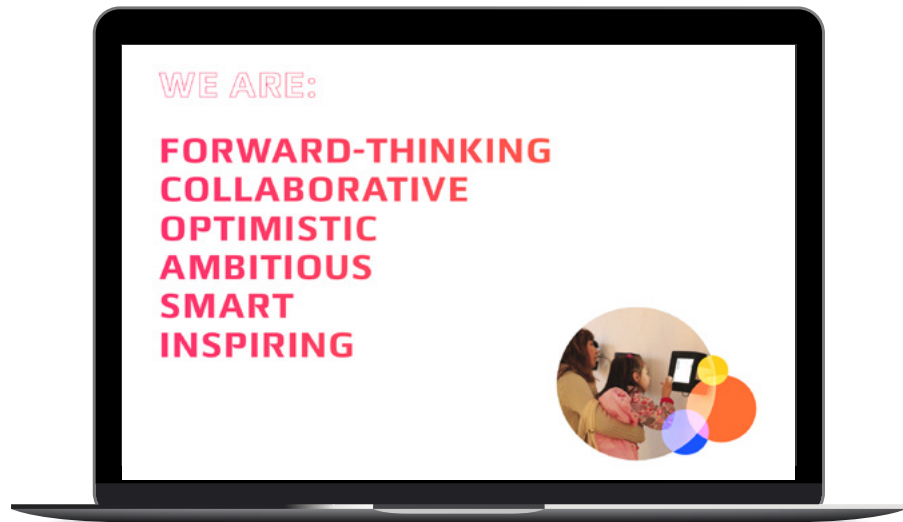 WE ARE:
FORWARD-THINKING
COLLABORATIVE
OPTIMISTIC
AMBITIOUS
SMART
INSPIRING